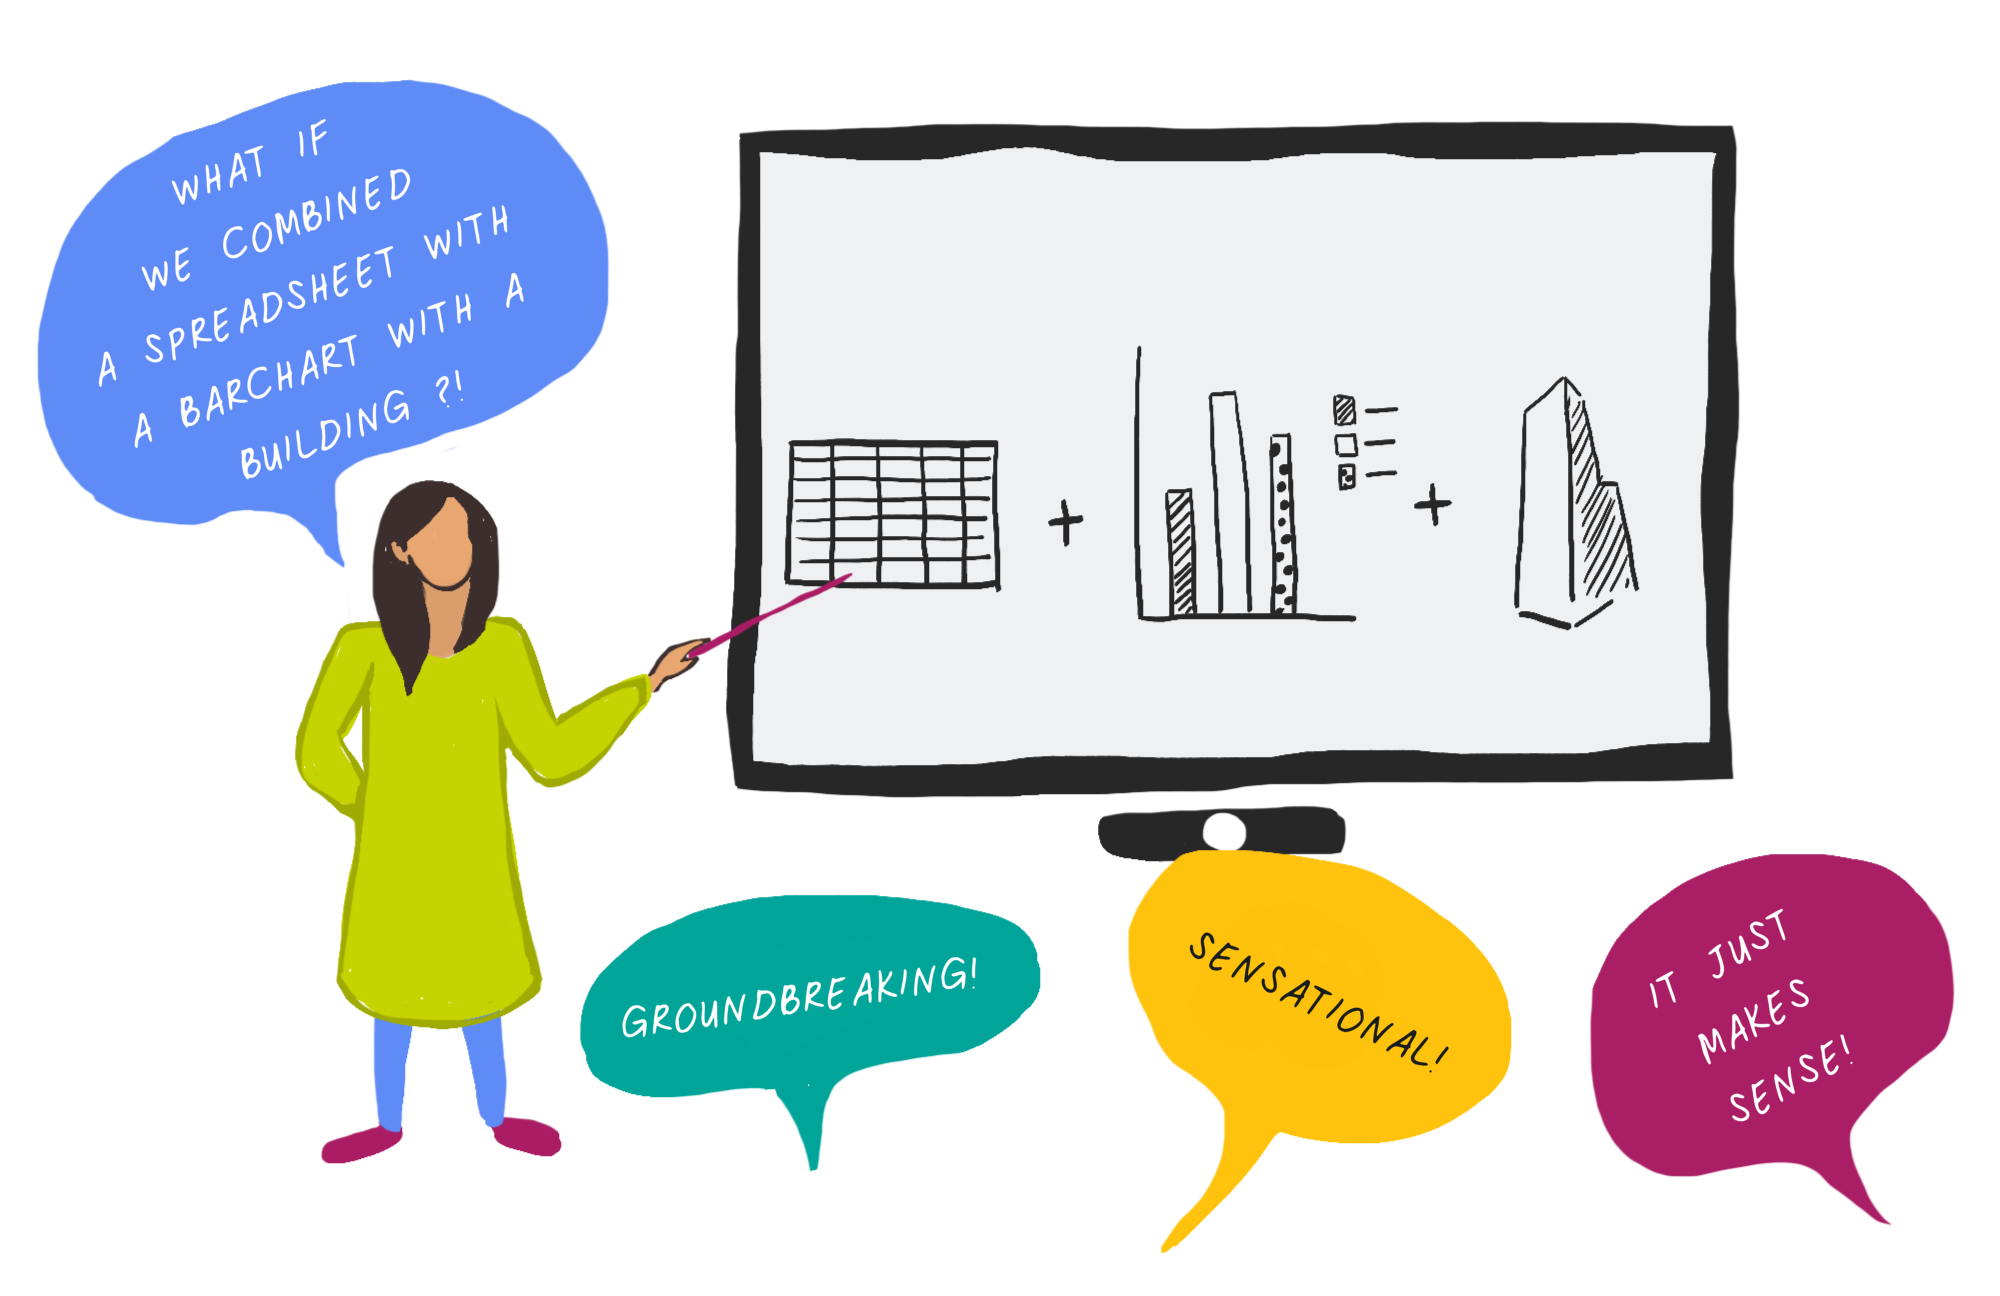 WHAT IF
WE COMBINED
A SPREADSHEET WITH
A BARCHART WITH A
BUILDING ?!
+
+
GROUNDBREAKING!
SENSATIONAL!
IT JUST
MAKES
SENSE!